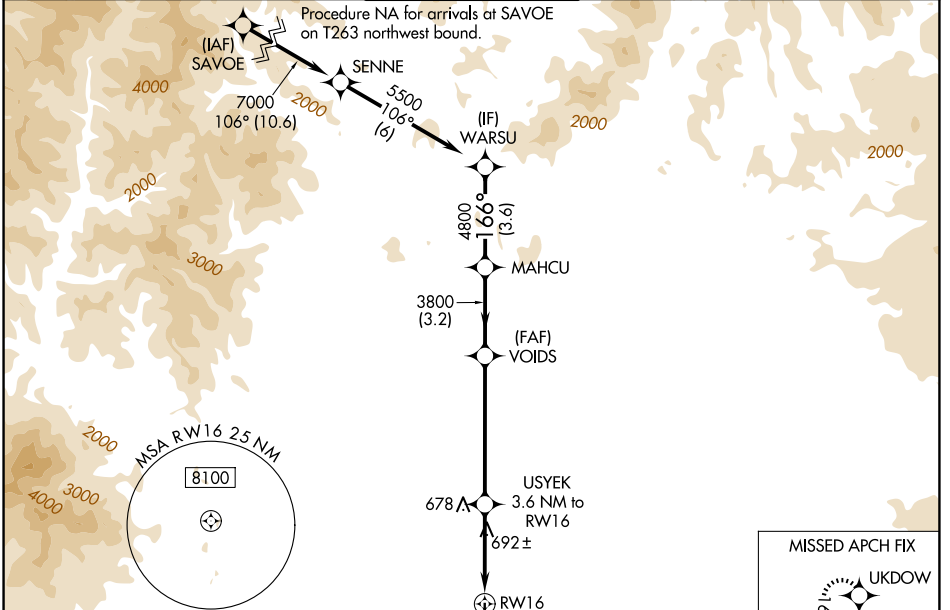 Procedure NA for arrivals at SAVOE
on T263 northwest bound.
(IAF)
SAVOE
SENNE
4000
7000
106° (10.6)
2000
5500
106°
(6)
(IF)
WARSU
2000
2000
2000
4800
166°
(3.6)
MAHCU
3000
3800
(3.2)
(FAF)
VOIDS
2000
MSA RW16 25 NM
8100
3000
4000
678
USYEK
3.6 NM to
RW16
692±
MISSED APCH FIX
UKDOW
RW16